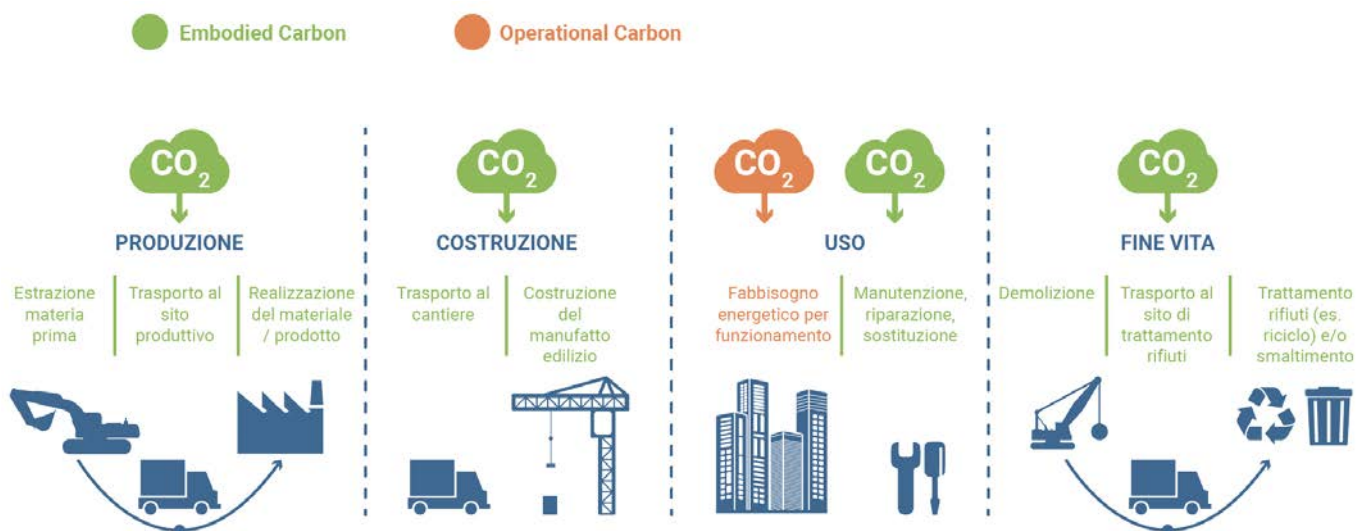 Embodied Carbon
Operational Carbon
CO2
PRODUZIONE
Estrazione
materia
prima
Trasporto al
sito
produttivo
Realizzazione
del materiale
/ prodotto
CO2
COSTRUZIONE
Trasporto al
cantiere
Costruzione
del
manufatto
edilizio
CO2
CO2
USO
Fabbisogno
energetico per
funzionamento
Manutenzione,
riparazione,
sostituzione
CO2
FINE VITA
Demolizione
Trasporto al
sito di
trattamento
rifiuti
Trattamento
rifiuti (es.
riciclo) e/o
smaltimento